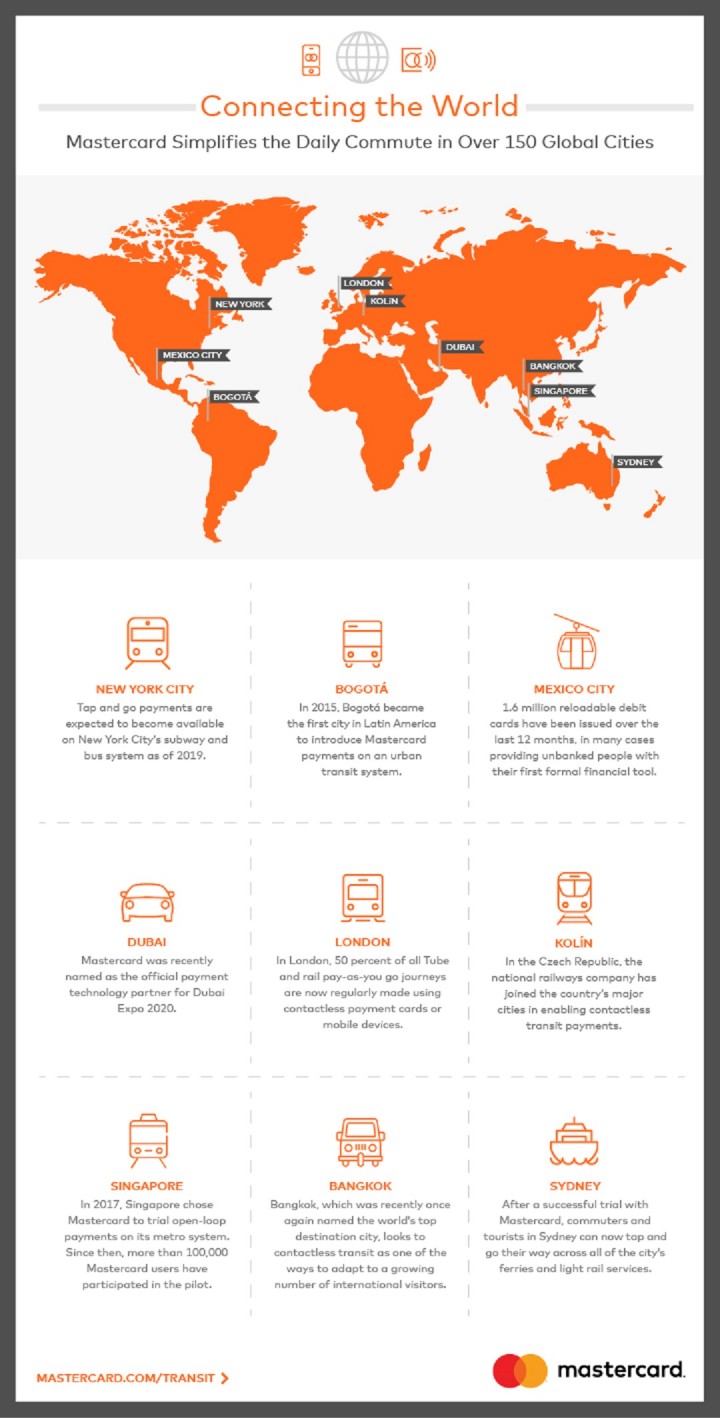 Connecting the World
Mastercard Simplifies the Daily Commute in Over 150 Global Cities
LONDON
KOLÍN
NEW YORK
DUBAI
MEXICO CITY
BANGKOK
SINGAPORE
BOGOTÁ
SYDNEY
NEW YORK CITY
Tap and go payments are
expected to become available
on New York City's subway and
bus system as of 2019.
BOGOTÁ
In 2015, Bogotá became
the first city in Latin America
to introduce Mastercard
payments on an urban
transit system.
MEXICO CITY
1.6 million reloadable debit
cards have been issued over the
last 12 months, in many cases
providing unbanked people with
their first formal financial tool.
DUBAI
Mastercard was recently
named as the official payment
technology partner for Dubai
Expo 2020.
LONDON
In London, 50 percent of all Tube
and rail pay-as-you go journeys
are now regularly made using
contactless payment cards or
mobile devices.
KOLÍN
In the Czech Republic, the
national railways company has
joined the country's major
cities in enabling contactless
transit payments.
SINGAPORE
In 2017, Singapore chose
Mastercard to trial open-loop
payments on its metro system.
Since then, more than 100,000
Mastercard users have
participated in the pilot.
BANGKOK
Bangkok, which was recently once
again named the world's top
destination city, looks to
contactless transit as one of the
ways to adapt to a growing
number of international visitors.
SYDNEY
After a successful trial with
Mastercard, commuters and
tourists in Sydney can now tap and
go their way across all of the city's
ferries and light rail services.
MASTERCARD.COM/TRANSIT
mastercard.